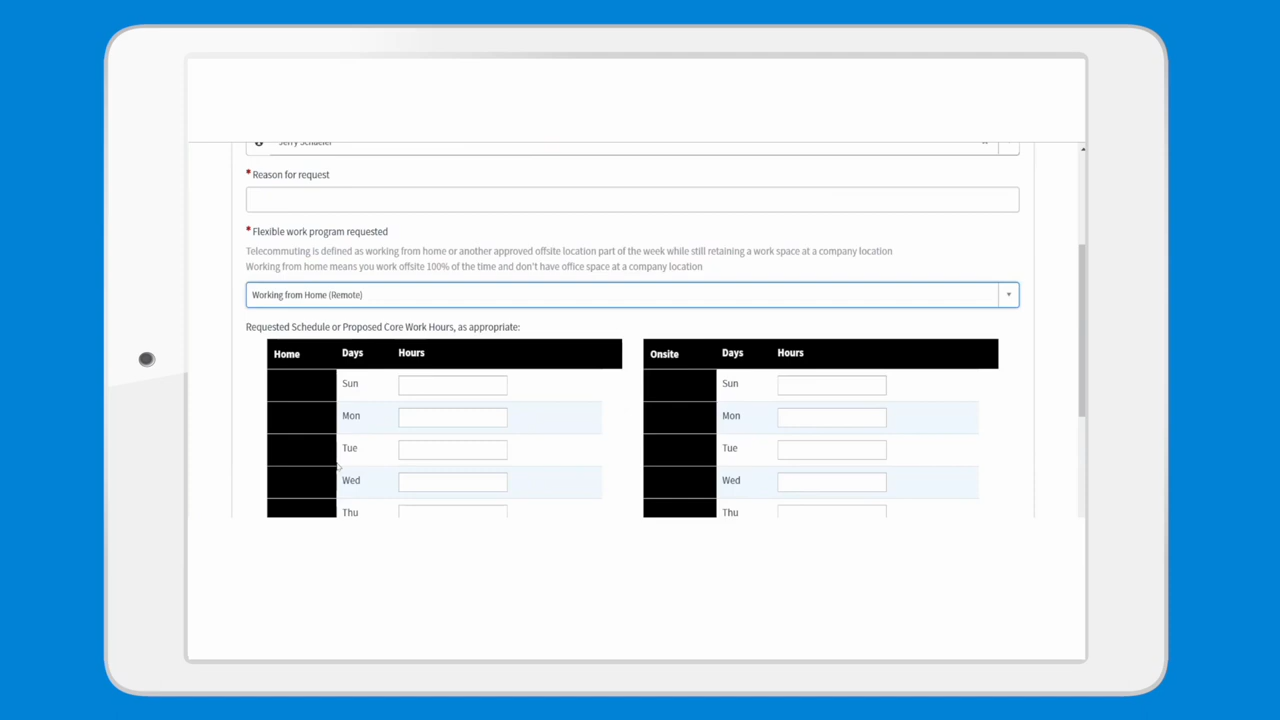 * Reason for request
* Flexible work program requested
Telecommuting is defined as working from home or another approved offsite location part of the week while still retaining a work space at a company location
Working from home means you work offsite 100% of the time and don't have office space at a company location
Working from Home (Remote)
Requested Schedule or Proposed Core Work Hours, as appropriate:
Home Days Hours
Sun
Mon
Tue
Wed
Thu
Onsite Days Hours
Sun
Mon
Tue
Wed
Thu